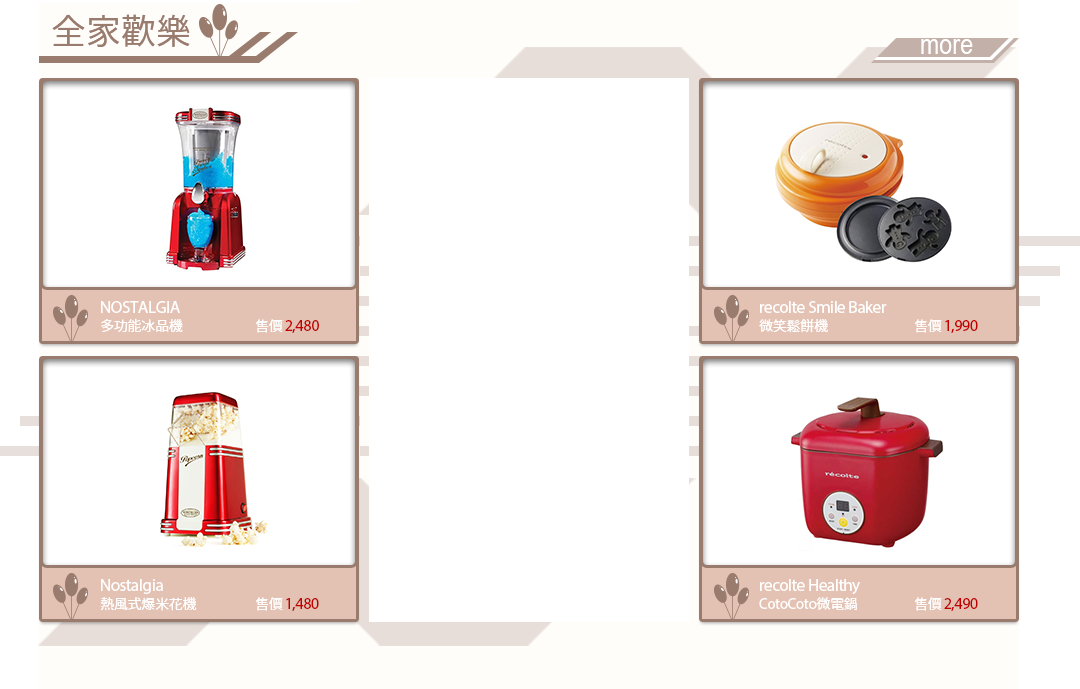 全家歡樂
more
NOSTALGIA
多功能冰品機 售價2,480
recolte
recolte Smile Baker
微笑鬆餅機 售價1,990
Popcorn
Nostalgia
熱風式爆米花機 售價1,480
récolte
recolte Healthy
CotoCoto微電鍋 售價2,490